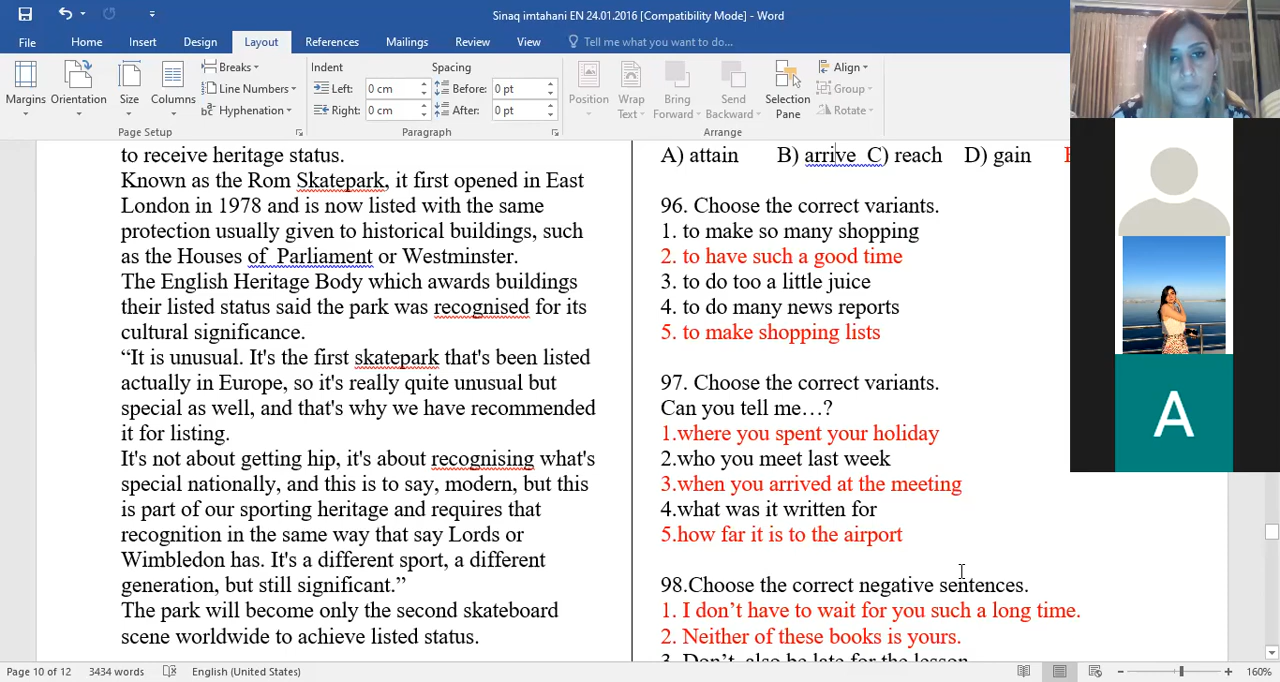 Sinaq imtahani EN 24.01.2016 [Compatibility Mode] - Word
File Home Insert Design Layout References Mailings Review View Tell me what you want to do...
Margins Orientation Size Columns
Breaks
Line Numbers
Hyphenation
Page Setup
Indent Spacing
Left: 0 cm Before: 0 pt
Right: 0 cm After: 0 pt
Paragraph
Position Wrap Text Bring Forward Send Backward Selection Pane
Align
Group
Rotate
Arrange
to receive heritage status.
Known as the Rom Skatepark, it first opened in East
London in 1978 and is now listed with the same
protection usually given to historical buildings, such
as the Houses of Parliament or Westminster.
The English Heritage Body which awards buildings
their listed status said the park was recognised for its
cultural significance.
“It is unusual. It's the first skatepark that's been listed
actually in Europe, so it's really quite unusual but
special as well, and that's why we have recommended
it for listing.
It's not about getting hip, it's about recognising what's
special nationally, and this is to say, modern, but this
is part of our sporting heritage and requires that
recognition in the same way that say Lords or
Wimbledon has. It's a different sport, a different
generation, but still significant.”
The park will become only the second skateboard
scene worldwide to achieve listed status.
A) attain B) arrive C) reach D) gain
96. Choose the correct variants.
1. to make so many shopping
2. to have such a good time
3. to do too a little juice
4. to do many news reports
5. to make shopping lists
97. Choose the correct variants.
Can you tell me…?
1.where you spent your holiday
2.who you meet last week
3.when you arrived at the meeting
4.what was it written for
5.how far it is to the airport
98.Choose the correct negative sentences.
1. I don’t have to wait for you such a long time.
2. Neither of these books is yours.
3. Don’t also be late for the lesson
A
Page 10 of 12 3434 words English (United States) 160%